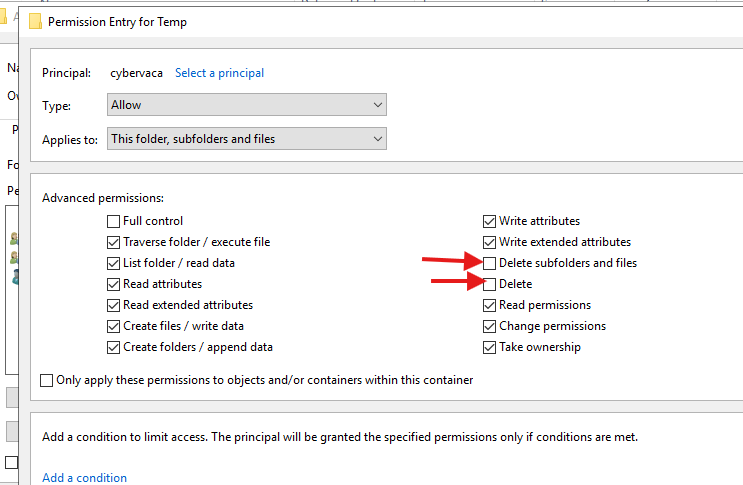 Permission Entry for Temp
Principal: cybervaca Select a principal
Type: Allow
Applies to: This folder, subfolders and files
Advanced permissions:
Full control Write attributes
Traverse folder / execute file Write extended attributes
List folder / read data Delete subfolders and files
Read attributes Delete
Read extended attributes Read permissions
Create files / write data Change permissions
Create folders / append data Take ownership
Only apply these permissions to objects and/or containers within this container
Add a condition to limit access. The principal will be granted the specified permissions only if conditions are met.
Add a condition